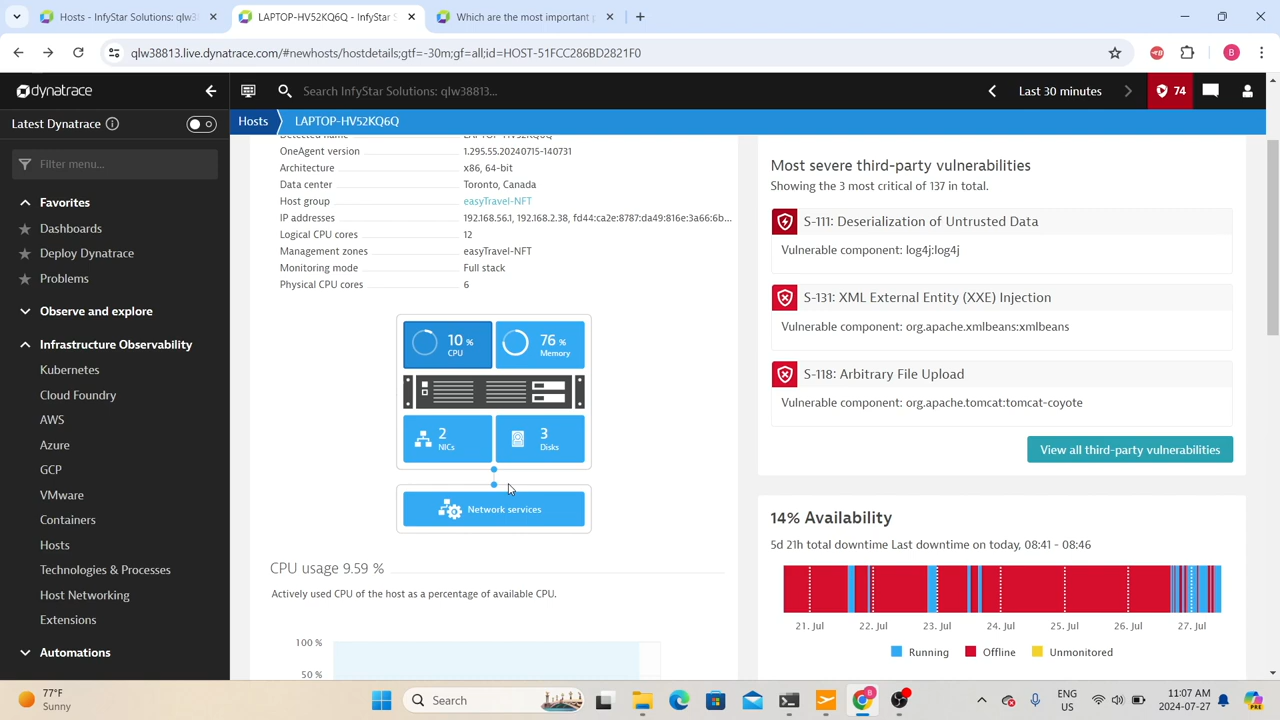 Hosts - InfyStar Solutions: qlw38
LAPTOP-HV52KQ6Q - InfyStar S
Which are the most important p
qlw38813.live.dynatrace.com/#newhosts/hostdetails;gtf=-30m;gf=all;id=HOST-51FCC286BD2821F0
B
dynatrace
Search InfyStar Solutions: qlw38813...
Last 30 minutes
74
Latest Dynatrace
Hosts
LAPTOP-HV52KQ6Q
Filter menu...
Favorites
Dashboards
Deploy Dynatrace
Problems
Observe and explore
Infrastructure Observability
Kubernetes
Cloud Foundry
AWS
Azure
GCP
VMware
Containers
Hosts
Technologies & Processes
Host Networking
Extensions
Automations
Detected name LAPTOP-HV52KQ6Q
OneAgent version 1.295.55.20240715-140731
Architecture x86, 64-bit
Data center Toronto, Canada
Host group easyTravel-NFT
IP addresses 192.168.56.1, 192.168.2.38, fd44:ca2e:8787:da49:816e:3a66:6b...
Logical CPU cores 12
Management zones easyTravel-NFT
Monitoring mode Full stack
Physical CPU cores 6
10 % CPU
76 % Memory
2 NICs
3 Disks
Network services
CPU usage 9.59 %
Actively used CPU of the host as a percentage of available CPU.
100 %
50 %
Most severe third-party vulnerabilities
Showing the 3 most critical of 137 in total.
S-111: Deserialization of Untrusted Data
Vulnerable component: log4j:log4j
S-131: XML External Entity (XXE) Injection
Vulnerable component: org.apache.xmlbeans:xmlbeans
S-118: Arbitrary File Upload
Vulnerable component: org.apache.tomcat:tomcat-coyote
View all third-party vulnerabilities
14% Availability
5d 21h total downtime Last downtime on today, 08:41 - 08:46
21. Jul 22. Jul 23. Jul 24. Jul 25. Jul 26. Jul 27. Jul
Running Offline Unmonitored
77°F
Sunny
Search
ENG
US
11:07 AM
2024-07-27